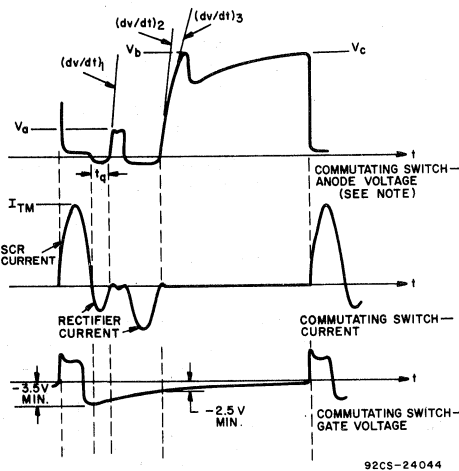 (dv/dt)2
(dv/dt)3
(dv/dt)1
Vb
Vc
Va
t
tq
COMMUTATING SWITCH—
ANODE VOLTAGE
(SEE NOTE)
ITM
SCR
CURRENT
t
RECTIFIER
CURRENT
COMMUTATING SWITCH—
CURRENT
t
-3.5V
MIN.
-2.5 V
MIN.
COMMUTATING SWITCH-
GATE VOLTAGE
92CS-24044